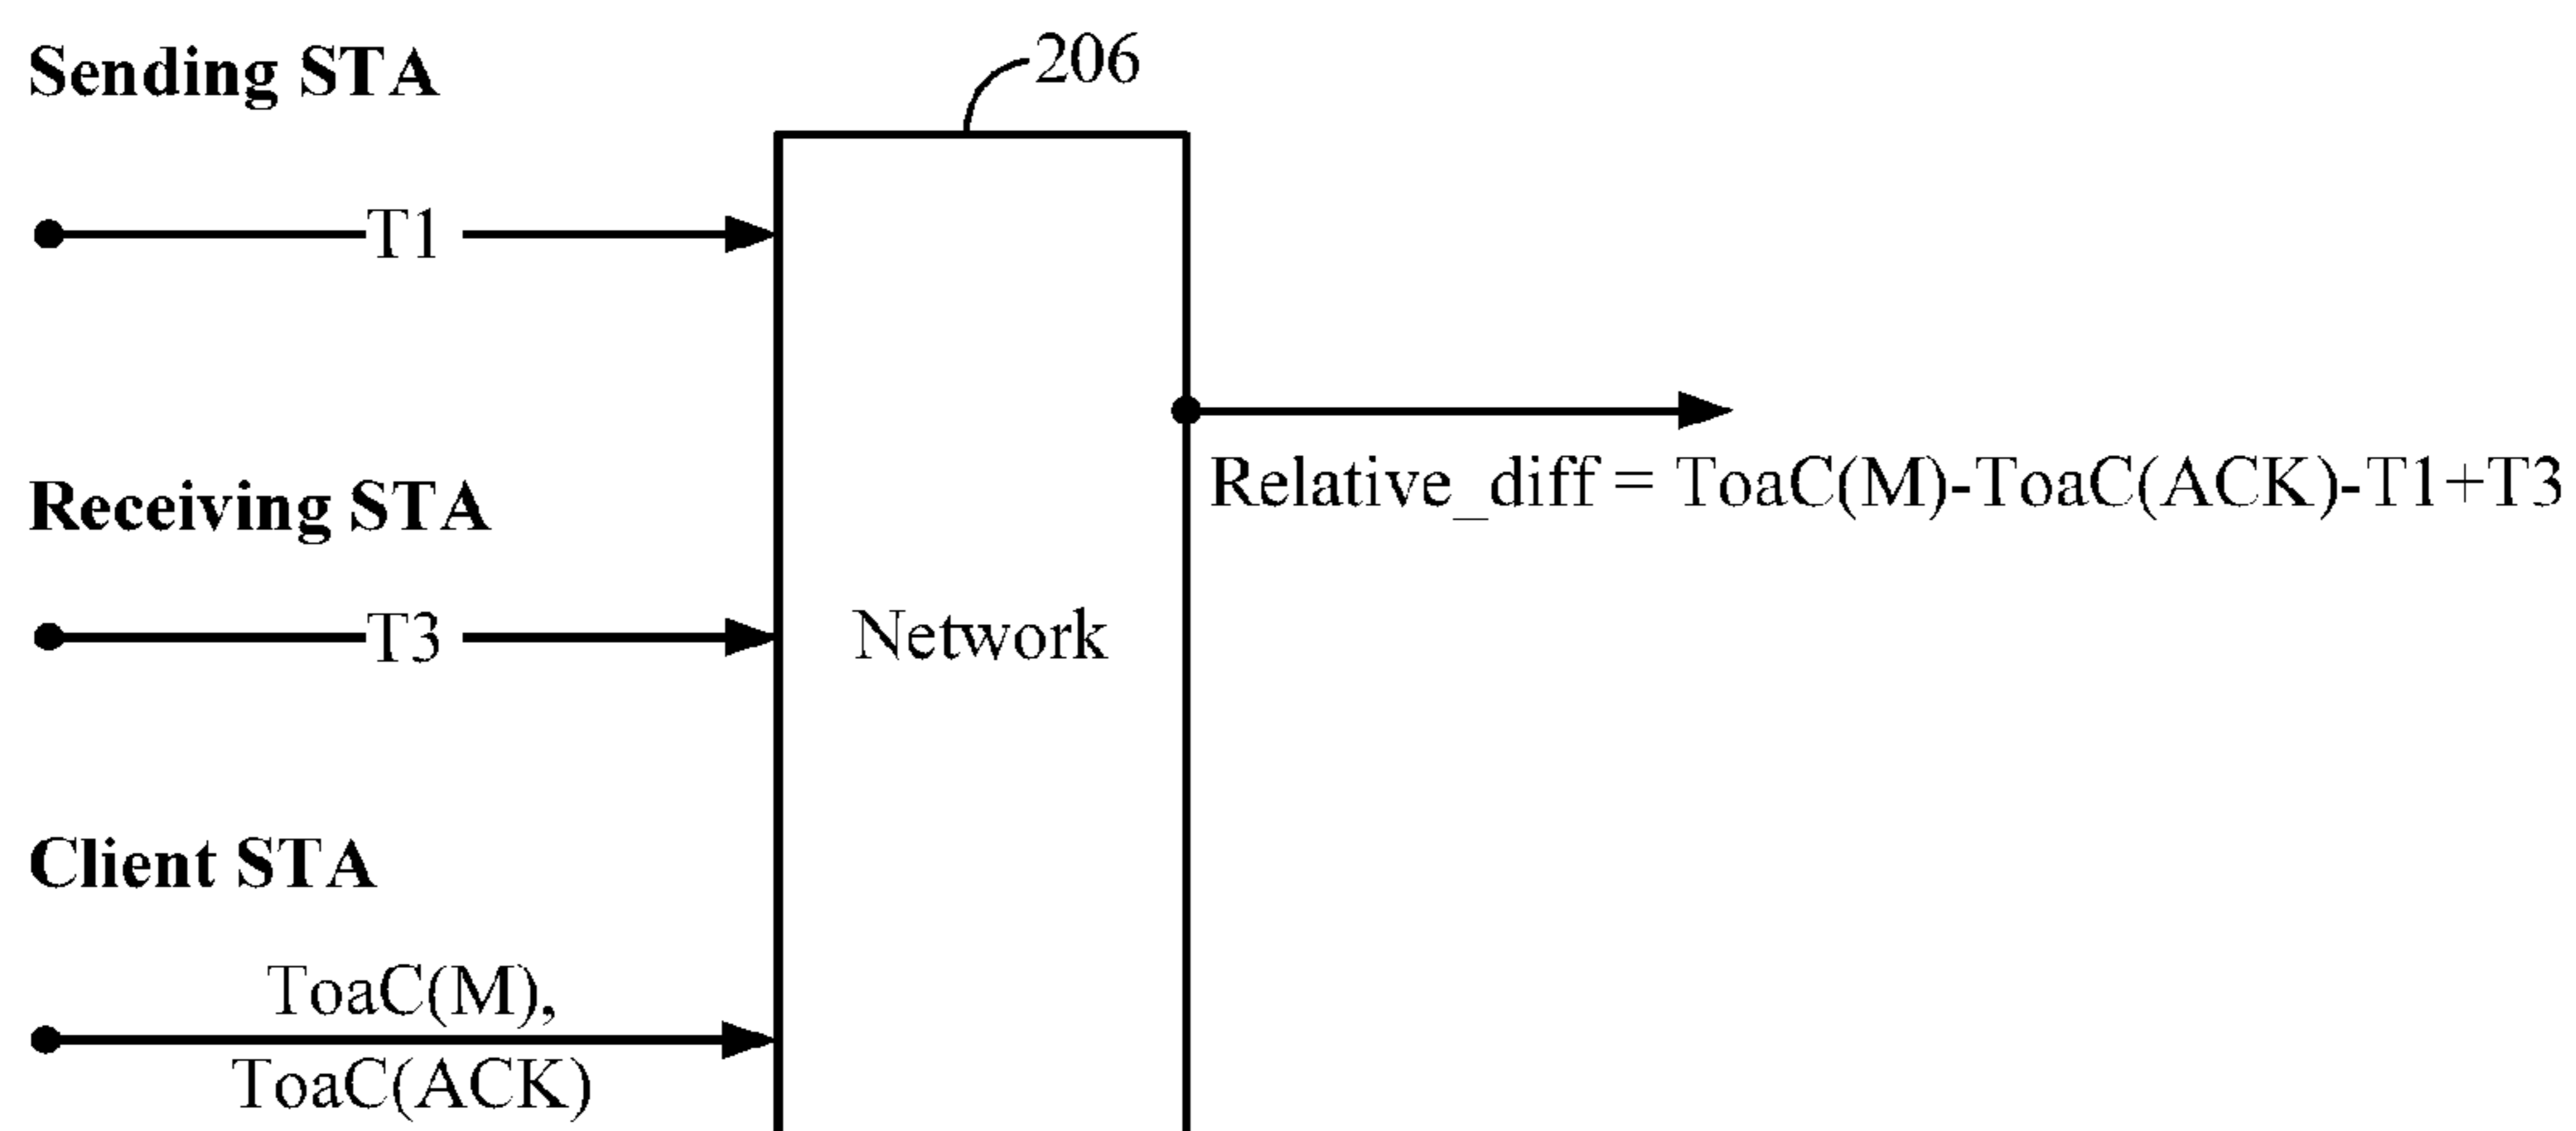 Sending STA
206
T1
Relative_diff = ToaC(M)-ToaC(ACK)-T1+T3
Receiving STA
T3
Network
Client STA
ToaC(M),
ToaC(ACK)